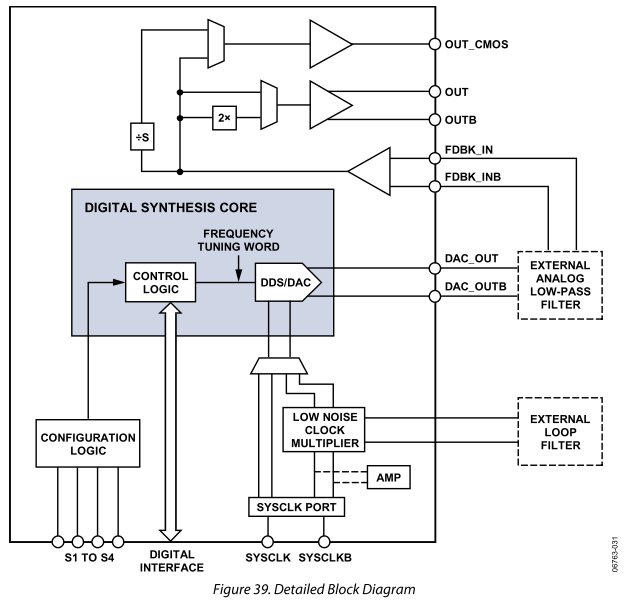 OUT_CMOS
OUT
2×
OUTB
÷S
FDBK_IN
FDBK_INB
DIGITAL SYNTHESIS CORE
FREQUENCY
TUNING WORD
CONTROL
LOGIC
DDS/DAC
DAC_OUT
DAC_OUTB
EXTERNAL
ANALOG
LOW-PASS
FILTER
LOW NOISE
CLOCK
MULTIPLIER
EXTERNAL
LOOP
FILTER
CONFIGURATION
LOGIC
AMP
SYSCLK PORT
S1 TO S4
DIGITAL
INTERFACE
SYSCLK
SYSCLKB
06763-031
Figure 39. Detailed Block Diagram